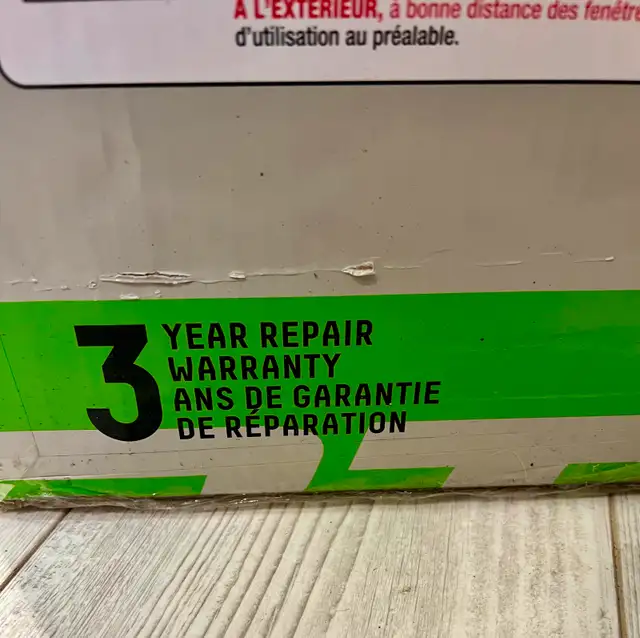 À L'EXTÉRIEUR, à bonne distance des fenêtre
d'utilisation au préalable.
3 YEAR REPAIR
WARRANTY
ANS DE GARANTIE
DE RÉPARATION